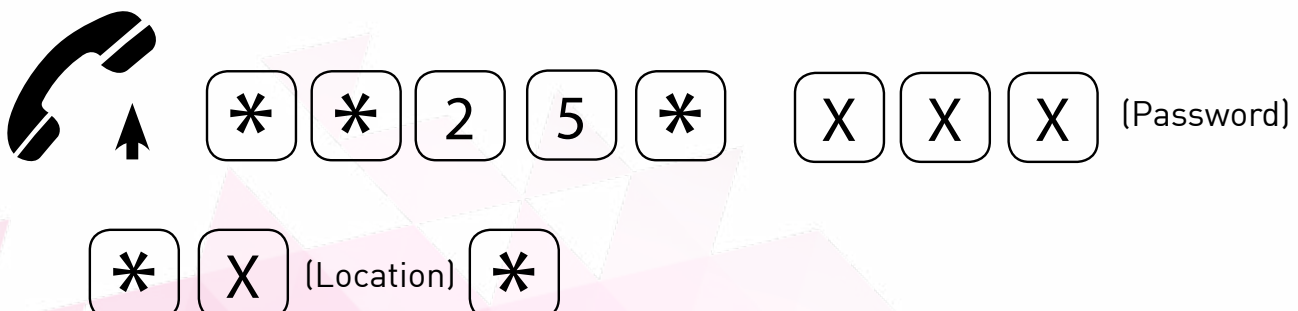 * * 2 5 * X X X (Password)
* X (Location) *